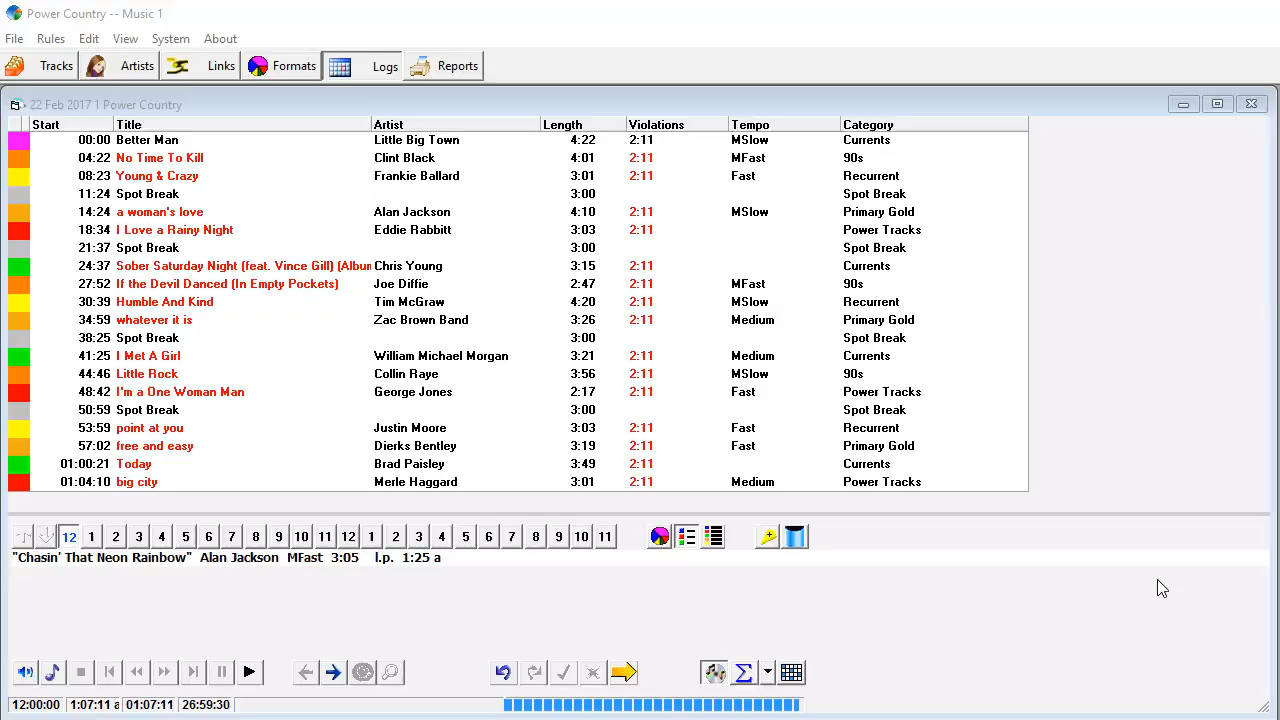 Power Country -- Music 1
File Rules Edit View System About
Tracks Artists Links Formats Logs Reports
22 Feb 2017 1 Power Country
Start Title Artist Length Violations Tempo Category
00:00 Better Man Little Big Town 4:22 2:11 MSlow Currents
04:22 No Time To Kill Clint Black 4:01 2:11 MFast 90s
08:23 Young & Crazy Frankie Ballard 3:01 2:11 Fast Recurrent
11:24 Spot Break 3:00 Spot Break
14:24 a woman's love Alan Jackson 4:10 2:11 MSlow Primary Gold
18:34 I Love a Rainy Night Eddie Rabbitt 3:03 2:11 Power Tracks
21:37 Spot Break 3:00 Spot Break
24:37 Sober Saturday Night (feat. Vince Gill) (Album Chris Young 3:15 2:11 Currents
27:52 If the Devil Danced (In Empty Pockets) Joe Diffie 2:47 2:11 MFast 90s
30:39 Humble And Kind Tim McGraw 4:20 2:11 MSlow Recurrent
34:59 whatever it is Zac Brown Band 3:26 2:11 Medium Primary Gold
38:25 Spot Break 3:00 Spot Break
41:25 I Met A Girl William Michael Morgan 3:21 2:11 Medium Currents
44:46 Little Rock Collin Raye 3:56 2:11 MSlow 90s
48:42 I'm a One Woman Man George Jones 2:17 2:11 Fast Power Tracks
50:59 Spot Break 3:00 Spot Break
53:59 point at you Justin Moore 3:03 2:11 Fast Recurrent
57:02 free and easy Dierks Bentley 3:19 2:11 Fast Primary Gold
01:00:21 Today Brad Paisley 3:49 2:11 Currents
01:04:10 big city Merle Haggard 3:01 2:11 Medium Power Tracks
12 1 2 3 4 5 6 7 8 9 10 11 12 1 2 3 4 5 6 7 8 9 10 11
"Chasin' That Neon Rainbow" Alan Jackson MFast 3:05 l.p. 1:25 a
12:00:00 1:07:11 a 01:07:11 26:59:30